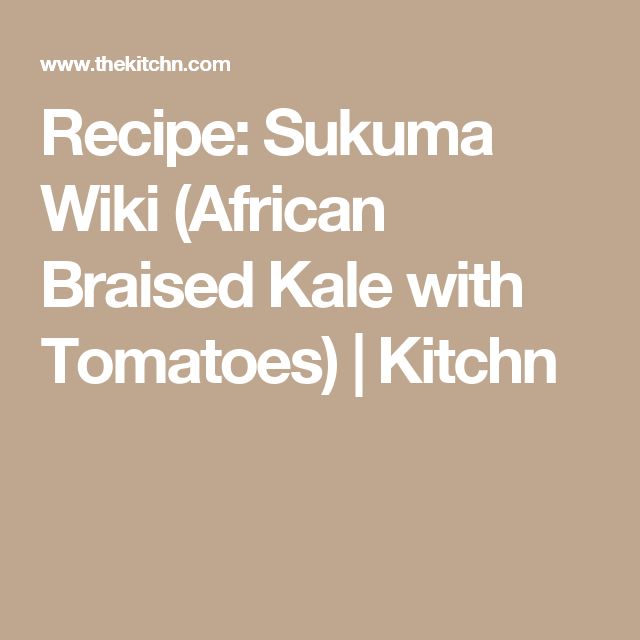 www.thekitchn.com
Recipe: Sukuma
Wiki (African
Braised Kale with
Tomatoes) | Kitchn